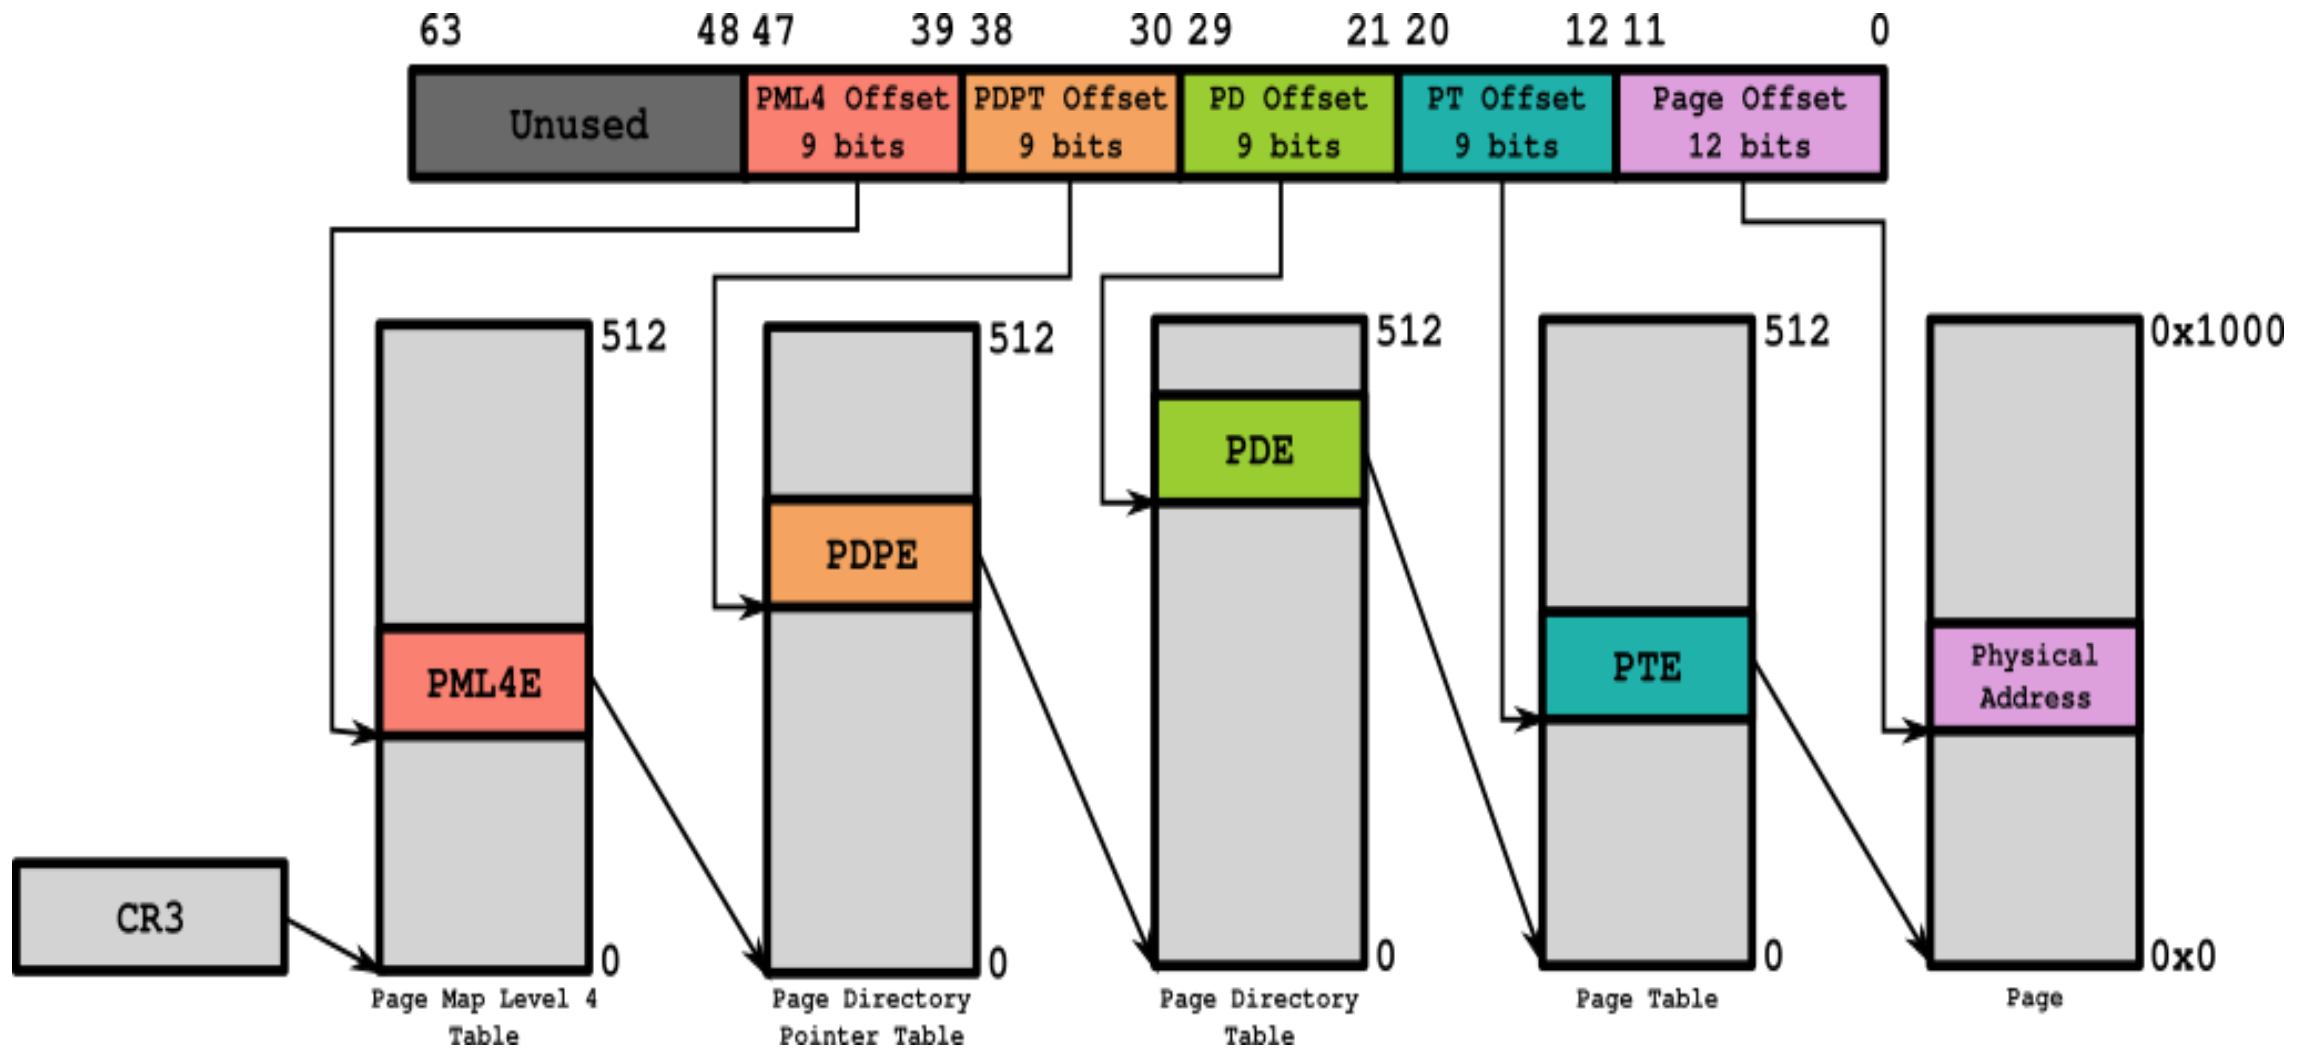 63 48 47 39 38 30 29 21 20 12 11 0
Unused
PML4 Offset
9 bits
PDPT Offset
9 bits
PD Offset
9 bits
PT Offset
9 bits
Page Offset
12 bits
512
512
512
512
0x1000
PML4E
PDPE
PDE
PTE
Physical
Address
CR3
0
0
0
0
0x0
Page Map Level 4
Table
Page Directory
Pointer Table
Page Directory
Table
Page Table
Page